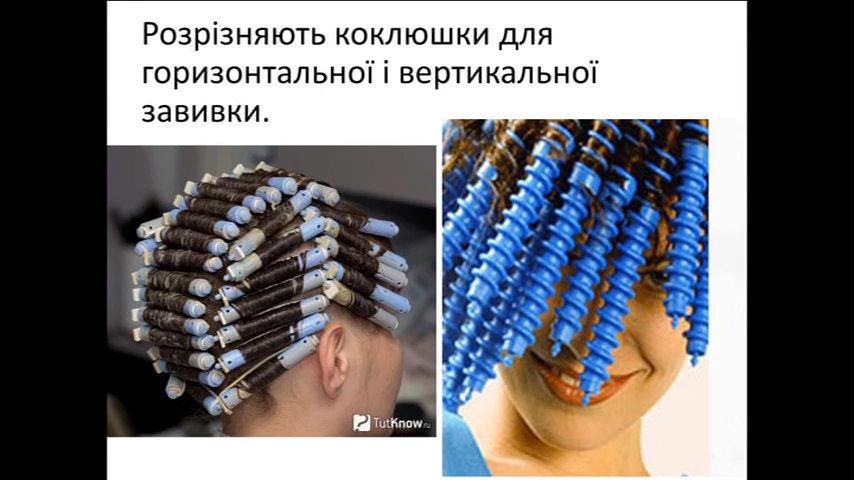 Розрізняють коклюшки для
горизонтальної і вертикальної
завивки.
TutKnow.ru